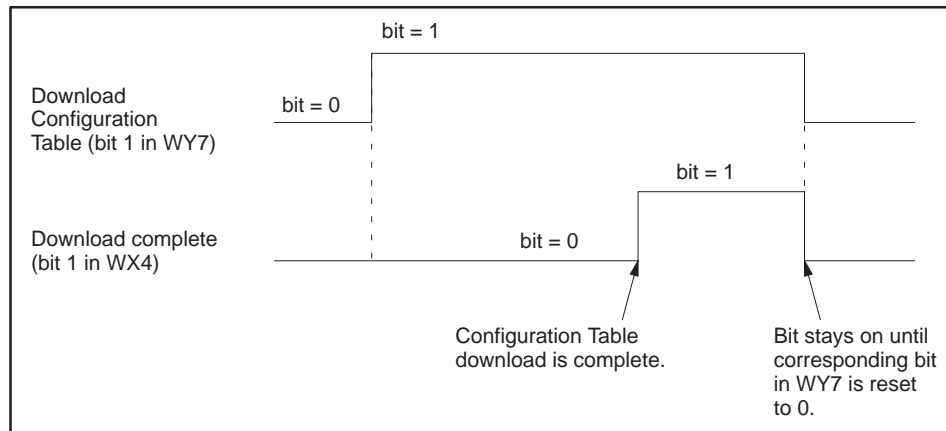 bit = 1
Download
Configuration
Table (bit 1 in WY7)
bit = 0
bit = 1
Download complete
(bit 1 in WX4)
bit = 0
Configuration Table
download is complete.
Bit stays on until
corresponding bit
in WY7 is reset
to 0.